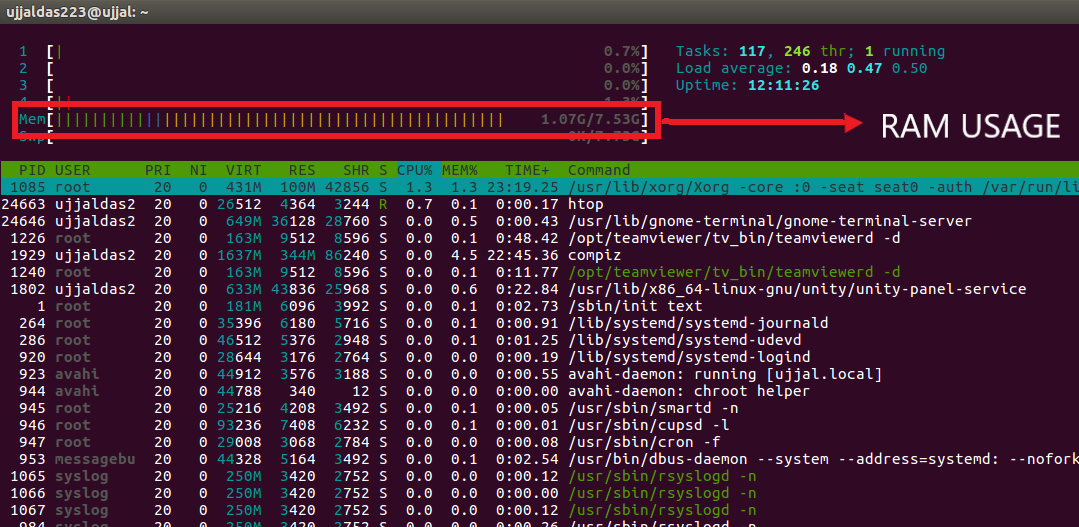 ujjaldas223@ujjal: ~
1 [| 0.7%] Tasks: 117, 246 thr; 1 running
2 [ 0.0%] Load average: 0.18 0.47 0.50
3 [ 0.0%] Uptime: 12:11:26
4 [|| 1.3%]
Mem[||||||||||||||||||||||||||||||||||||||||||||||||||| 1.07G/7.53G] RAM USAGE
Swp[ 0K/7.73G]
PID USER PRI NI VIRT RES SHR S CPU% MEM% TIME+ Command
1085 root 20 0 431M 100M 42856 S 1.3 1.3 23:19.25 /usr/lib/xorg/Xorg -core :0 -seat seat0 -auth /var/run/li
24663 ujjaldas2 20 0 26512 4364 3244 R 0.7 0.1 0:00.17 htop
24646 ujjaldas2 20 0 649M 36128 28760 S 0.0 0.5 0:00.43 /usr/lib/gnome-terminal/gnome-terminal-server
1226 root 20 0 163M 9512 8596 S 0.0 0.1 0:48.42 /opt/teamviewer/tv_bin/teamviewerd -d
1929 ujjaldas2 20 0 1637M 344M 86240 S 0.0 4.5 22:45.36 compiz
1240 root 20 0 163M 9512 8596 S 0.0 0.1 0:11.77 /opt/teamviewer/tv_bin/teamviewerd -d
1802 ujjaldas2 20 0 633M 43836 25968 S 0.0 0.6 0:22.84 /usr/lib/x86_64-linux-gnu/unity/unity-panel-service
1 root 20 0 181M 6096 3992 S 0.0 0.1 0:02.73 /sbin/init text
264 root 20 0 35396 6180 5716 S 0.0 0.1 0:00.91 /lib/systemd/systemd-journald
286 root 20 0 46512 5376 2948 S 0.0 0.1 0:01.25 /lib/systemd/systemd-udevd
920 root 20 0 28644 3176 2764 S 0.0 0.0 0:00.19 /lib/systemd/systemd-logind
923 avahi 20 0 44912 3576 3188 S 0.0 0.0 0:00.55 avahi-daemon: running [ujjal.local]
944 avahi 20 0 44788 340 12 S 0.0 0.0 0:00.00 avahi-daemon: chroot helper
945 root 20 0 25216 4208 3492 S 0.0 0.1 0:00.05 /usr/sbin/smartd -n
946 root 20 0 93236 7408 6232 S 0.0 0.1 0:00.01 /usr/sbin/cupsd -l
947 root 20 0 29008 3068 2784 S 0.0 0.0 0:00.08 /usr/sbin/cron -f
953 messagebu 20 0 44328 5164 3492 S 0.0 0.1 0:02.54 /usr/bin/dbus-daemon --system --address=systemd: --nofork
1065 syslog 20 0 250M 3420 2752 S 0.0 0.0 0:00.12 /usr/sbin/rsyslogd -n
1066 syslog 20 0 250M 3420 2752 S 0.0 0.0 0:00.00 /usr/sbin/rsyslogd -n
1067 syslog 20 0 250M 3420 2752 S 0.0 0.0 0:00.12 /usr/sbin/rsyslogd -n
984 syslog 20 0 250M 3420 2752 S 0.0 0.0 0:00.26 /usr/sbin/rsyslogd -n